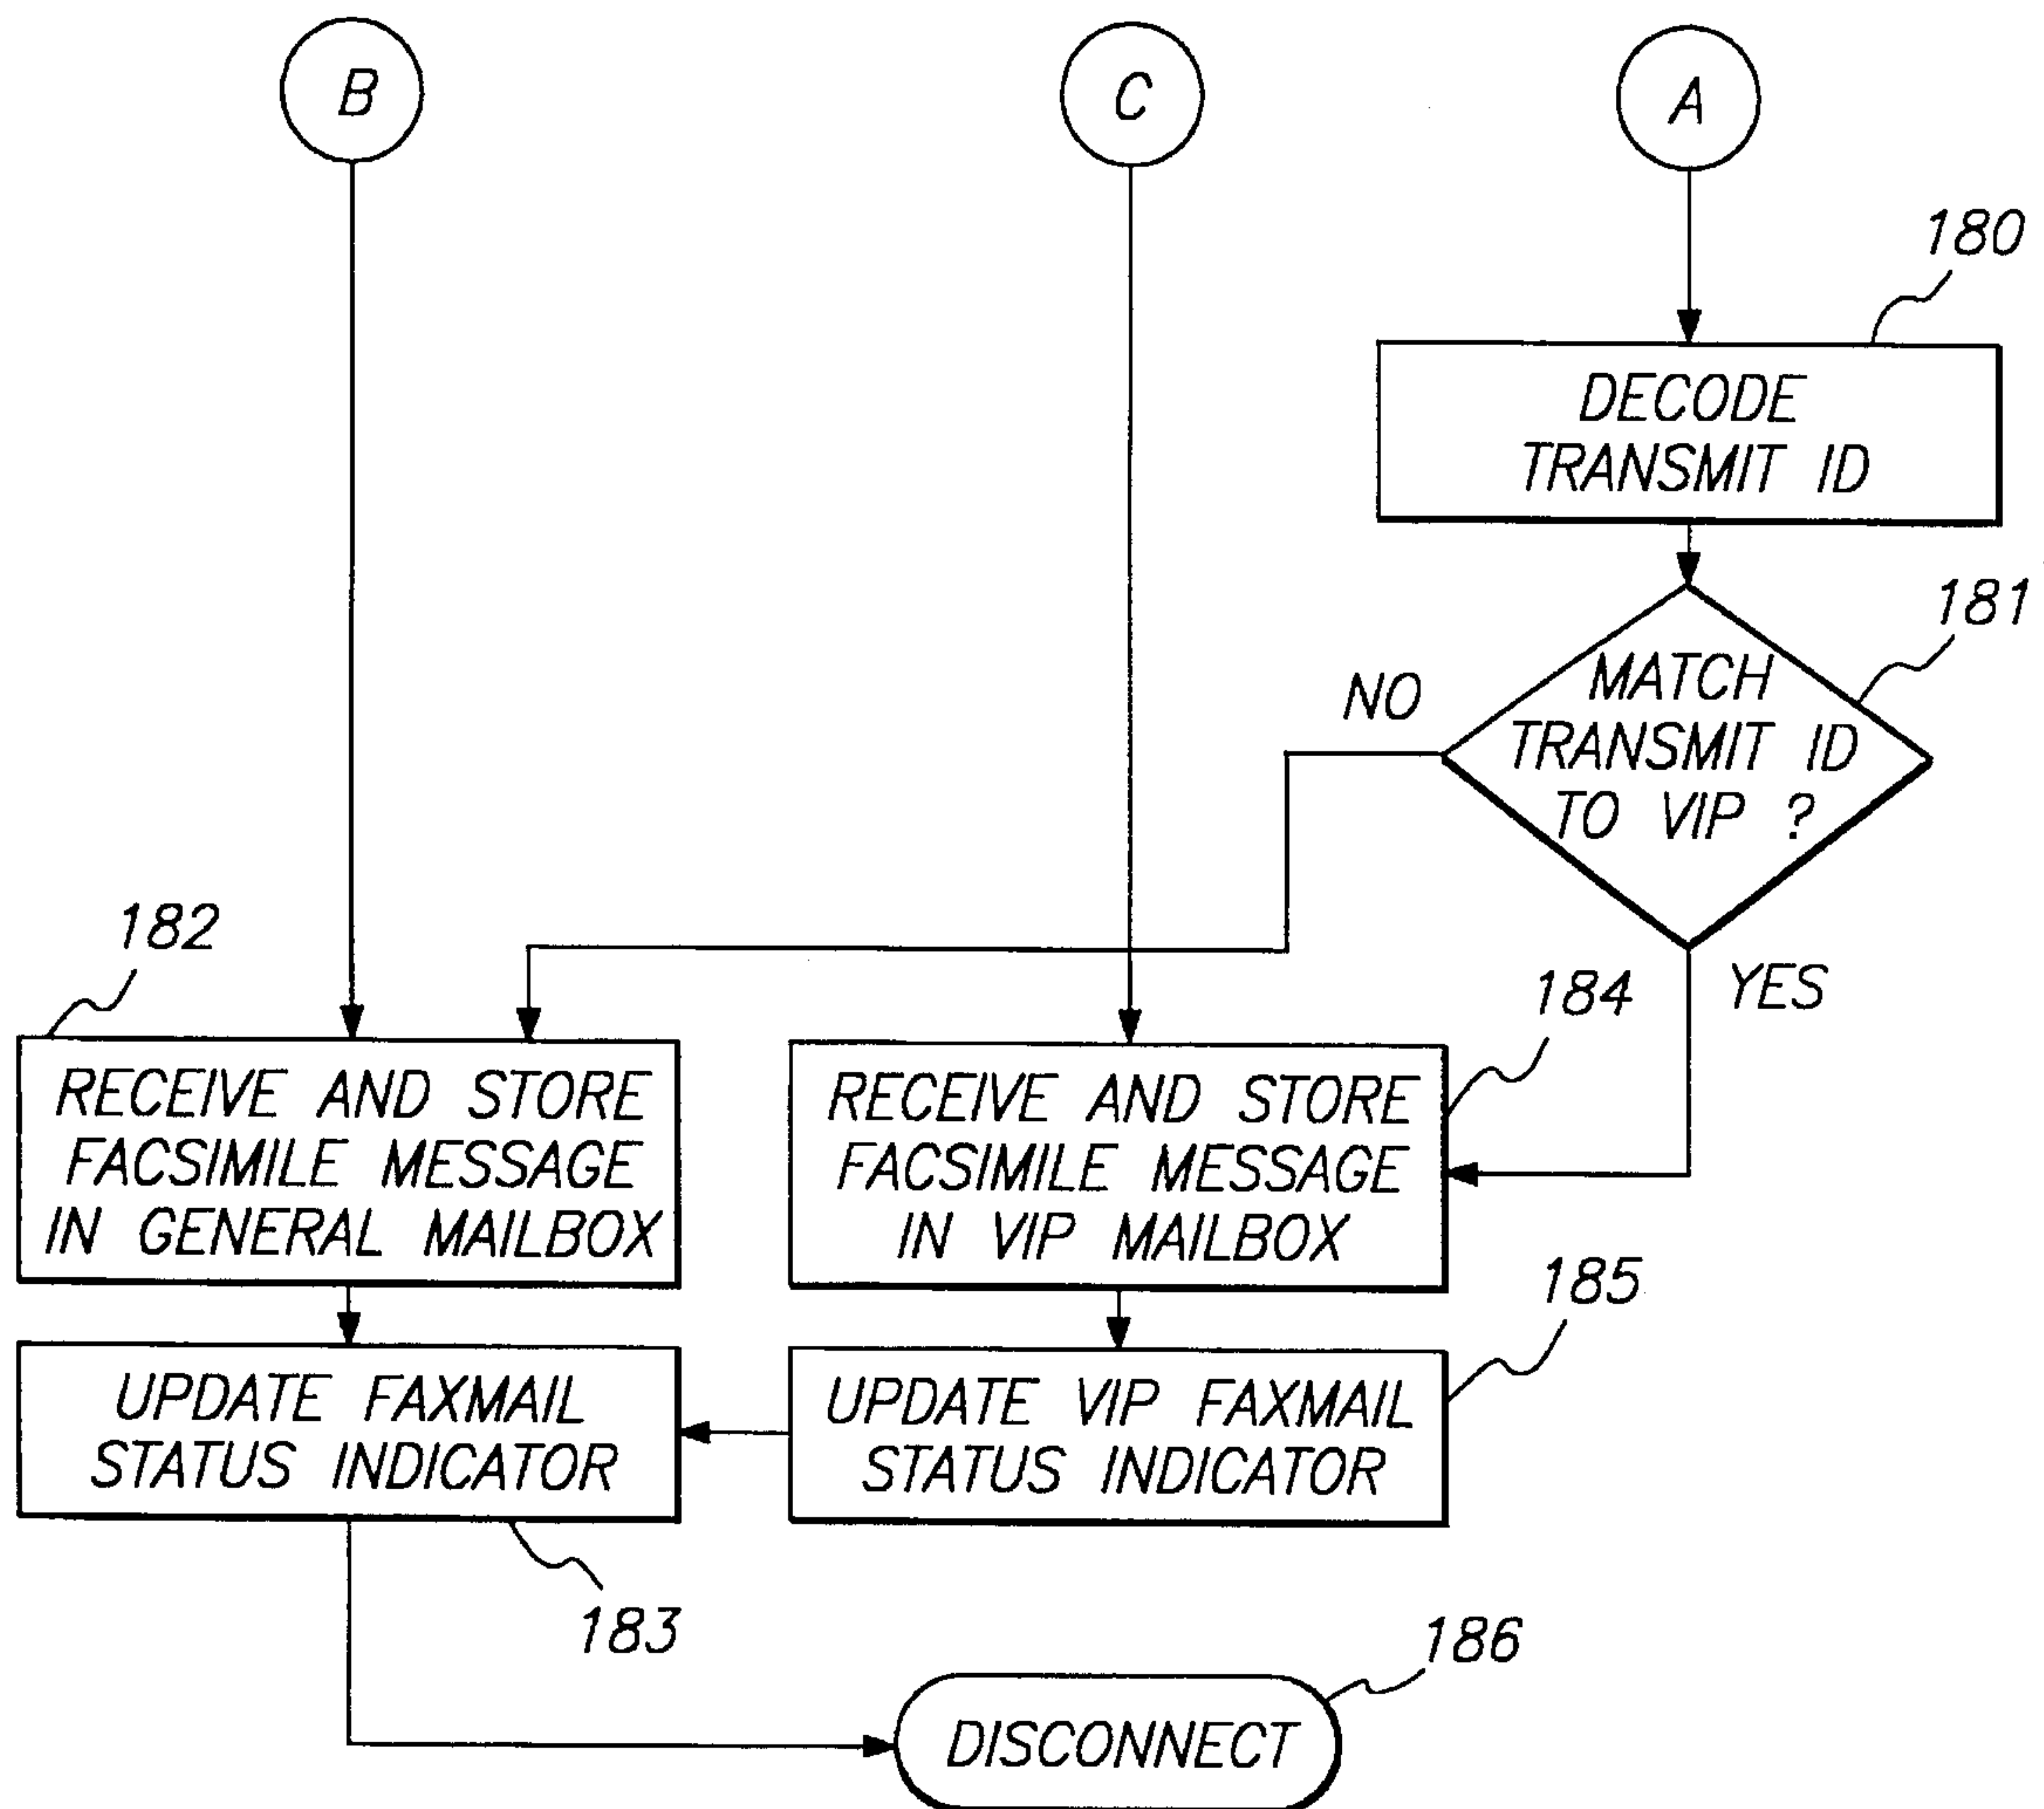 B
C
A
180
DECODE
TRANSMIT ID
181
MATCH
TRANSMIT ID
TO VIP ?
NO
YES
182
RECEIVE AND STORE
FACSIMILE MESSAGE
IN GENERAL MAILBOX
184
RECEIVE AND STORE
FACSIMILE MESSAGE
IN VIP MAILBOX
185
UPDATE FAXMAIL
STATUS INDICATOR
UPDATE VIP FAXMAIL
STATUS INDICATOR
183
186
DISCONNECT